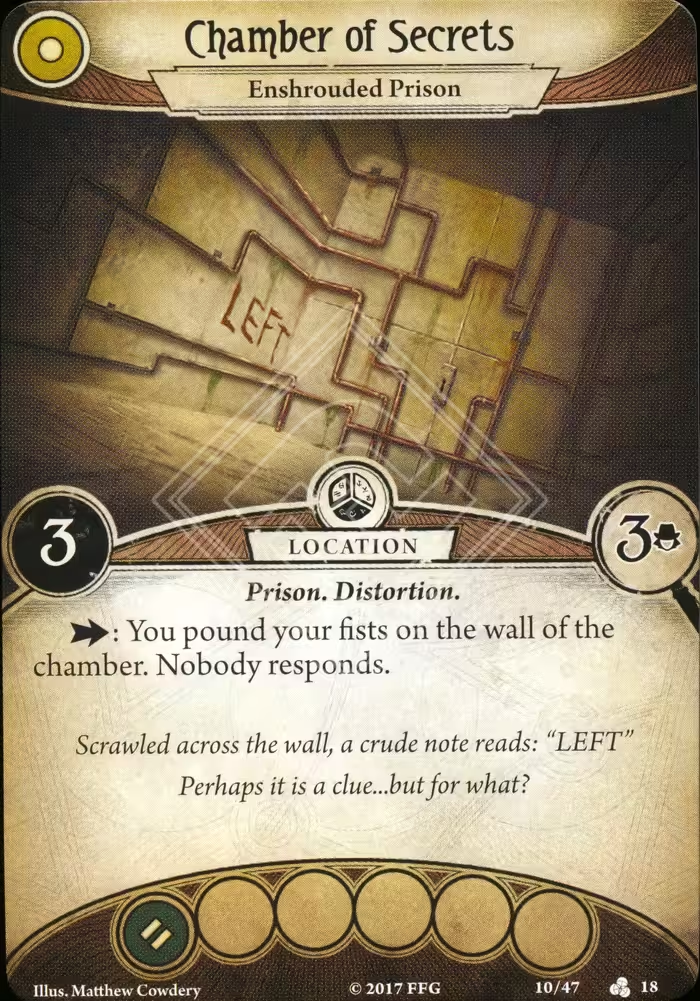 Chamber of Secrets
Enshrouded Prison
LEFT
3
LOCATION
3
Prison. Distortion.
: You pound your fists on the wall of the
chamber. Nobody responds.
Scrawled across the wall, a crude note reads: “LEFT”
Perhaps it is a clue...but for what?
Illus. Matthew Cowdery
© 2017 FFG
10/47
18